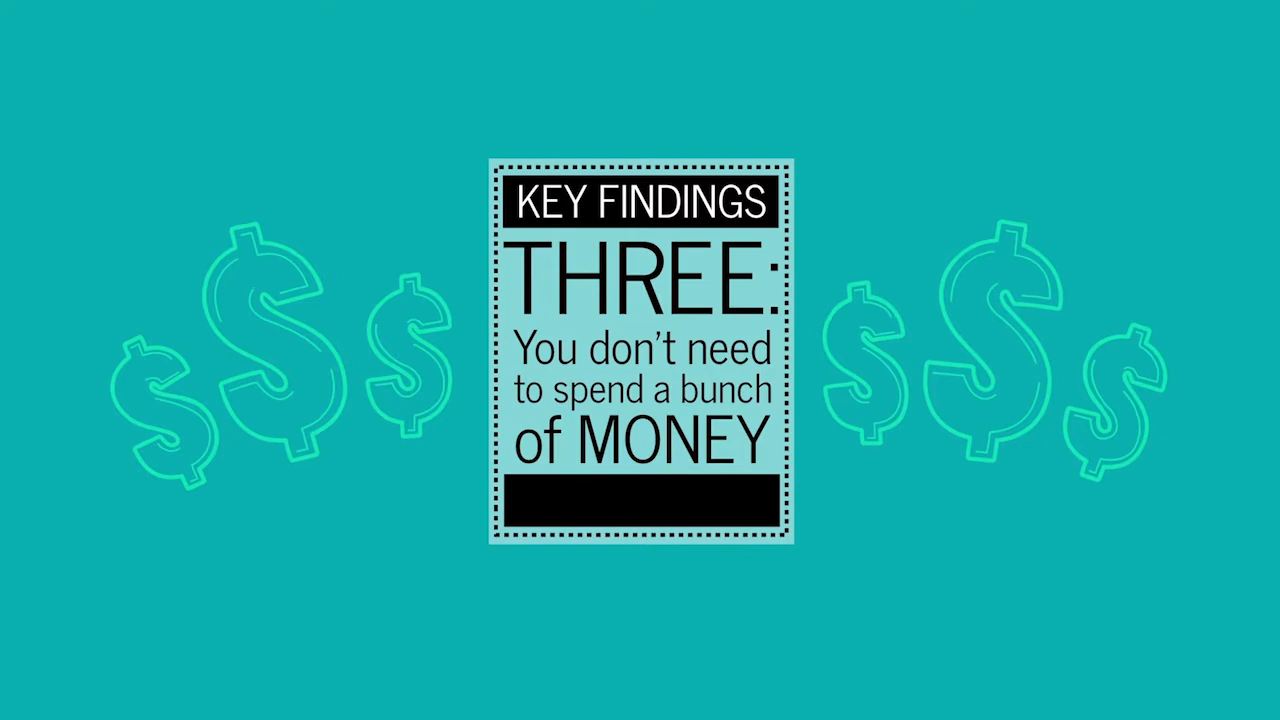 KEY FINDINGS
THREE:
You don't need
to spend a bunch
of MONEY